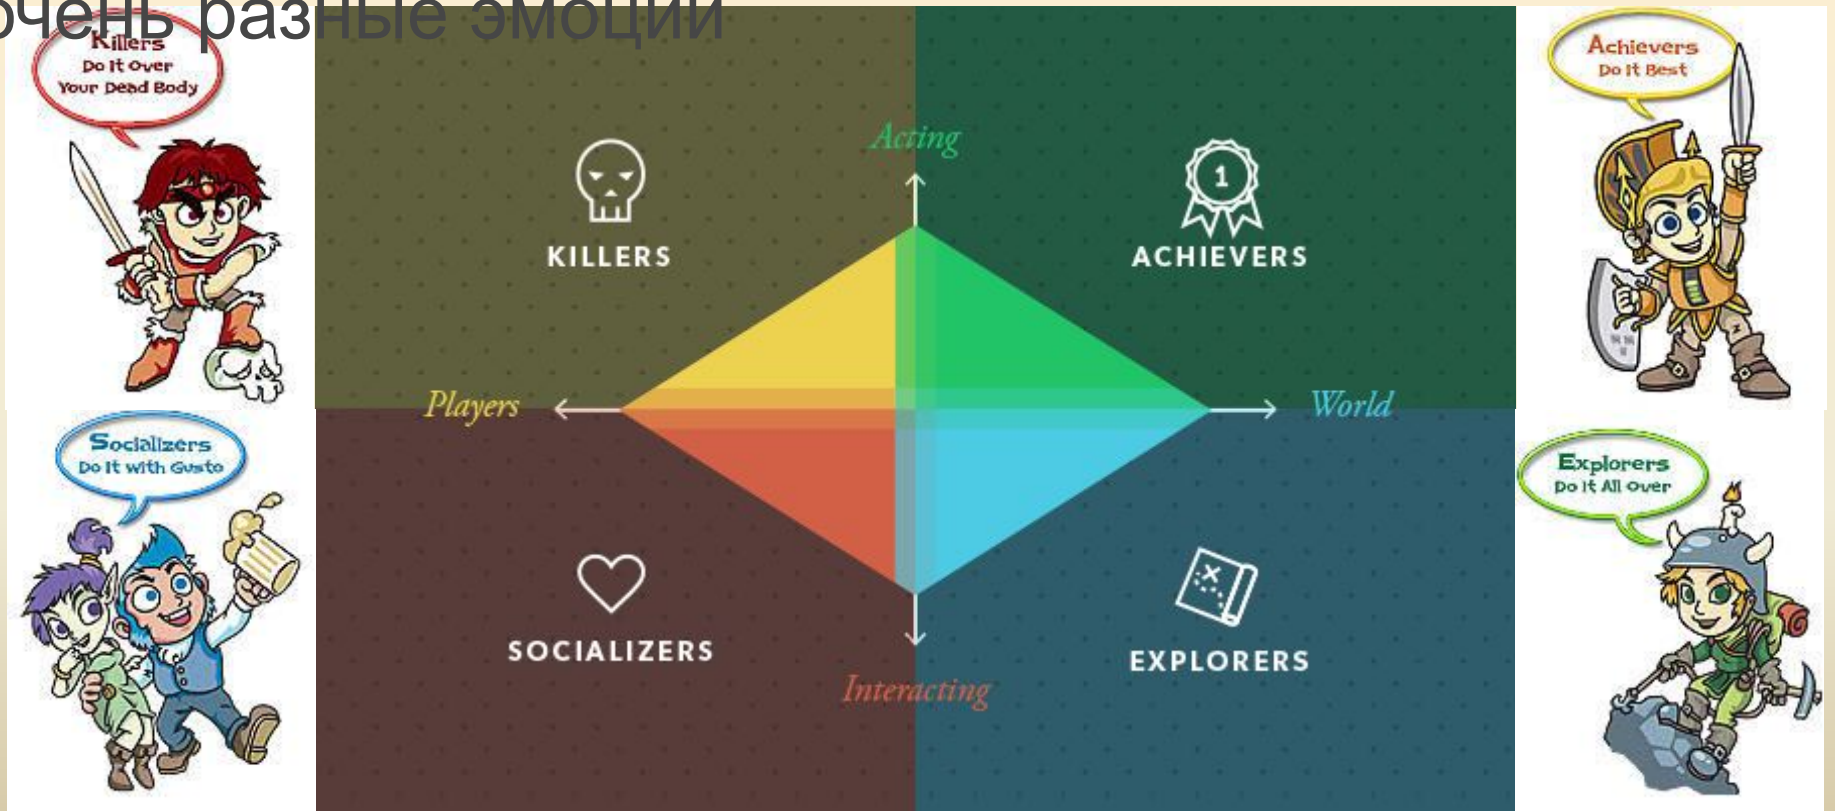 очень разные эмоции
Killers
Do It Over
Your Dead Body
Achievers
Do It Best
Acting
1
KILLERS
ACHIEVERS
Players
World
Socializers
Do It with Gusto
Explorers
Do It All Over
SOCIALIZERS
EXPLORERS
Interacting